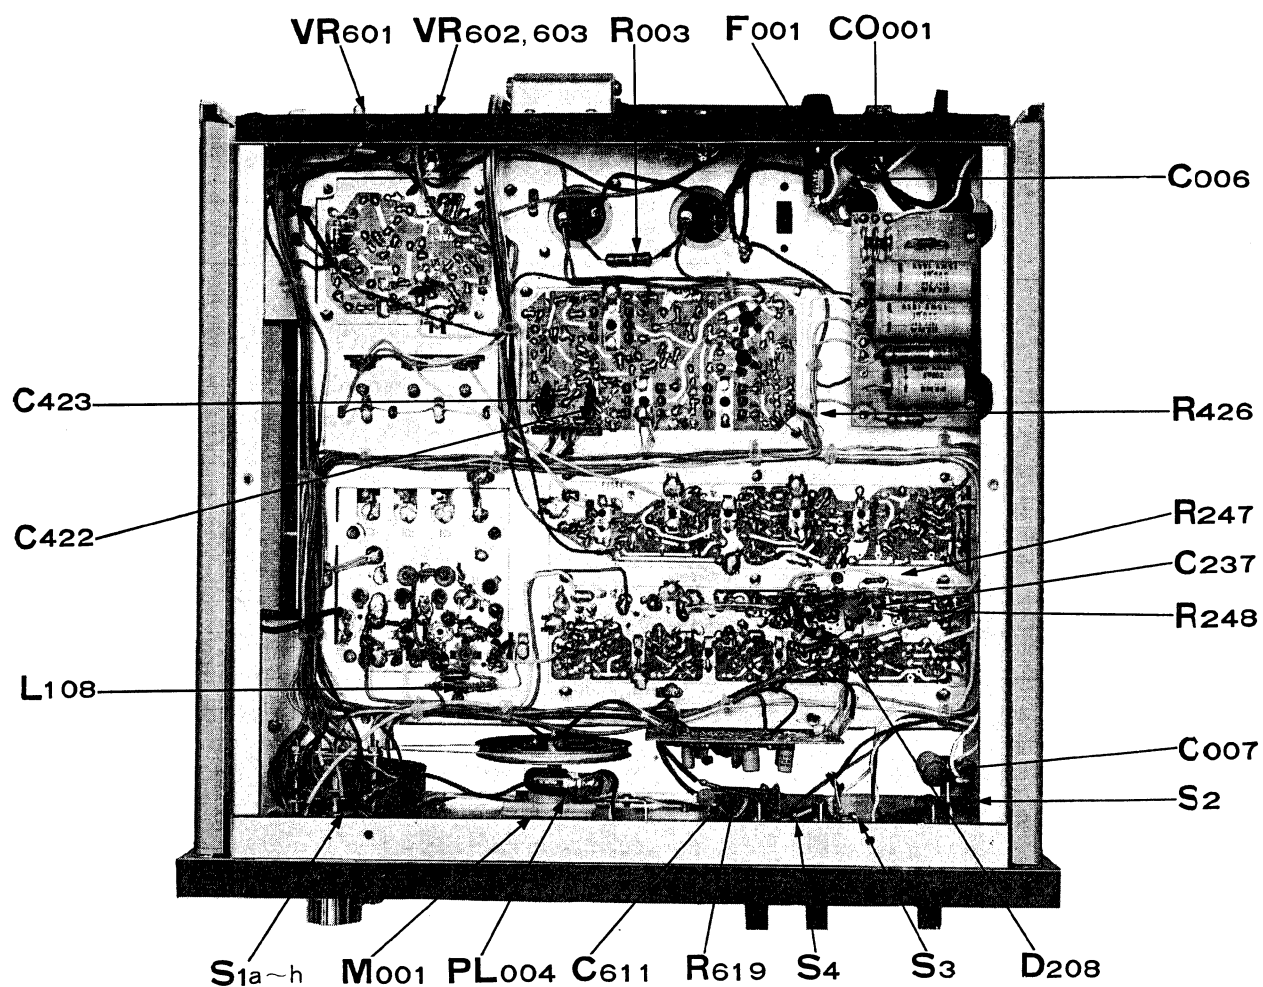 VR601 VR602, 603 R003 F001 CO001
C006
C423
R426
R247
C422
C237
R248
L108
C007
S2
S1a~h M001 PL004 C611 R619 S4 S3 D208